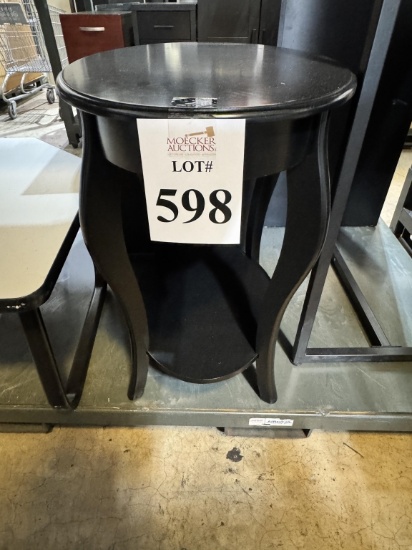 MOECKER
AUCTIONS
LOT#
598